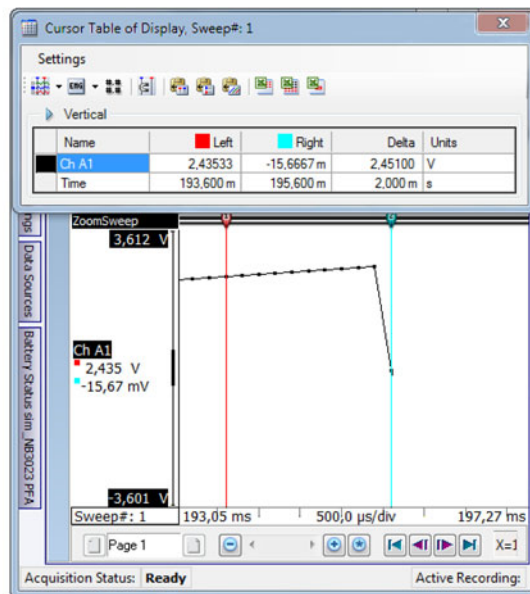 Cursor Table of Display, Sweep#: 1
Settings
Vertical
Name Left Right Delta Units
Ch A1 2,43533 -15,6667 m 2,45100 V
Time 193,600 m 195,600 m 2,000 m s
ZoomSweep
3,612 V
Data Sources
Battery Status sim_NB3023 PFA
Ch A1
2,435 V
-15,67 mV
-3,601 V
Sweep#: 1 193,05 ms 500,0 µs/div 197,27 ms
Page 1 X=1
Acquisition Status: Ready Active Recording: